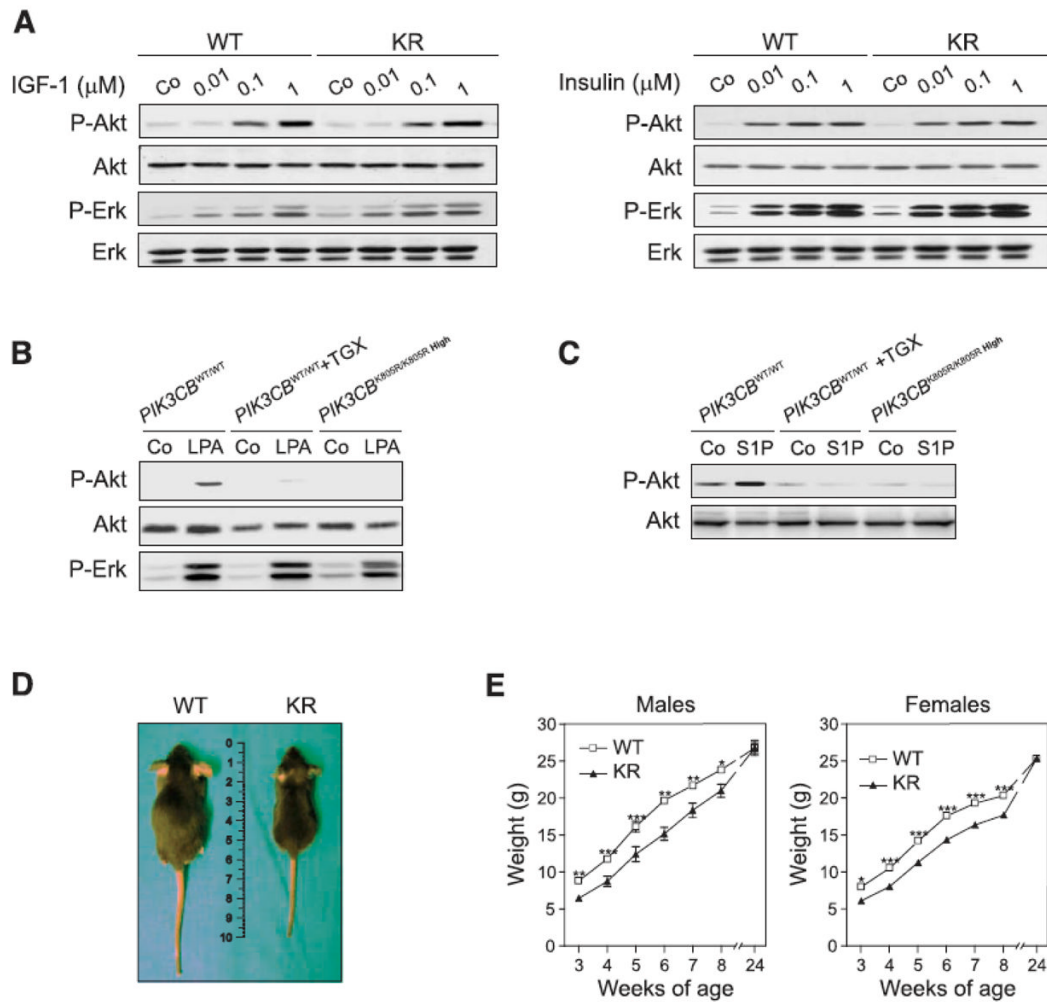 A
WT KR
IGF-1 (μM) Co 0.01 0.1 1 Co 0.01 0.1 1
P-Akt
Akt
P-Erk
Erk
WT KR
Insulin (μM) Co 0.01 0.1 1 Co 0.01 0.1 1
P-Akt
Akt
P-Erk
Erk
B
PIK3CB^WT/WT PIK3CB^WT/WT+TGX PIK3CB^K805R/K805R High
Co LPA Co LPA Co LPA
P-Akt
Akt
P-Erk
C
PIK3CB^WT/WT PIK3CB^WT/WT +TGX PIK3CB^K805R/K805R High
Co S1P Co S1P Co S1P
P-Akt
Akt
D
WT KR
0
1
2
3
4
5
6
7
8
9
10
E
Males
30
25
20
15
10
5
0
Weight (g)
WT
KR
** *** *** ** ** *
3 4 5 6 7 8 24
Weeks of age
Females
30
25
20
15
10
5
0
Weight (g)
WT
KR
* *** *** *** *** ***
3 4 5 6 7 8 24
Weeks of age